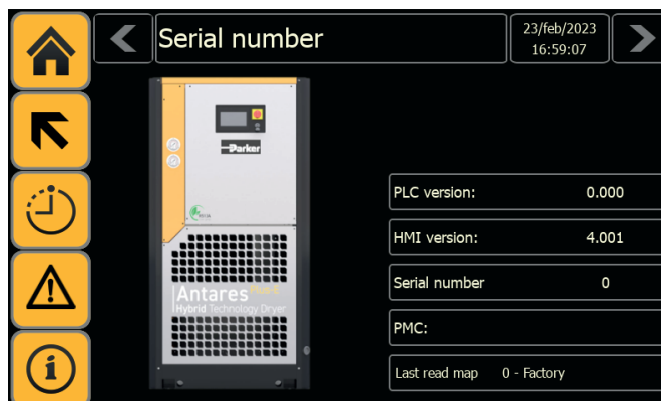 Serial number
23/feb/2023
16:59:07
Parker
Antares Plus-E
Hybrid Technology Dryer
PLC version: 0.000
HMI version: 4.001
Serial number 0
PMC:
Last read map 0 - Factory
i